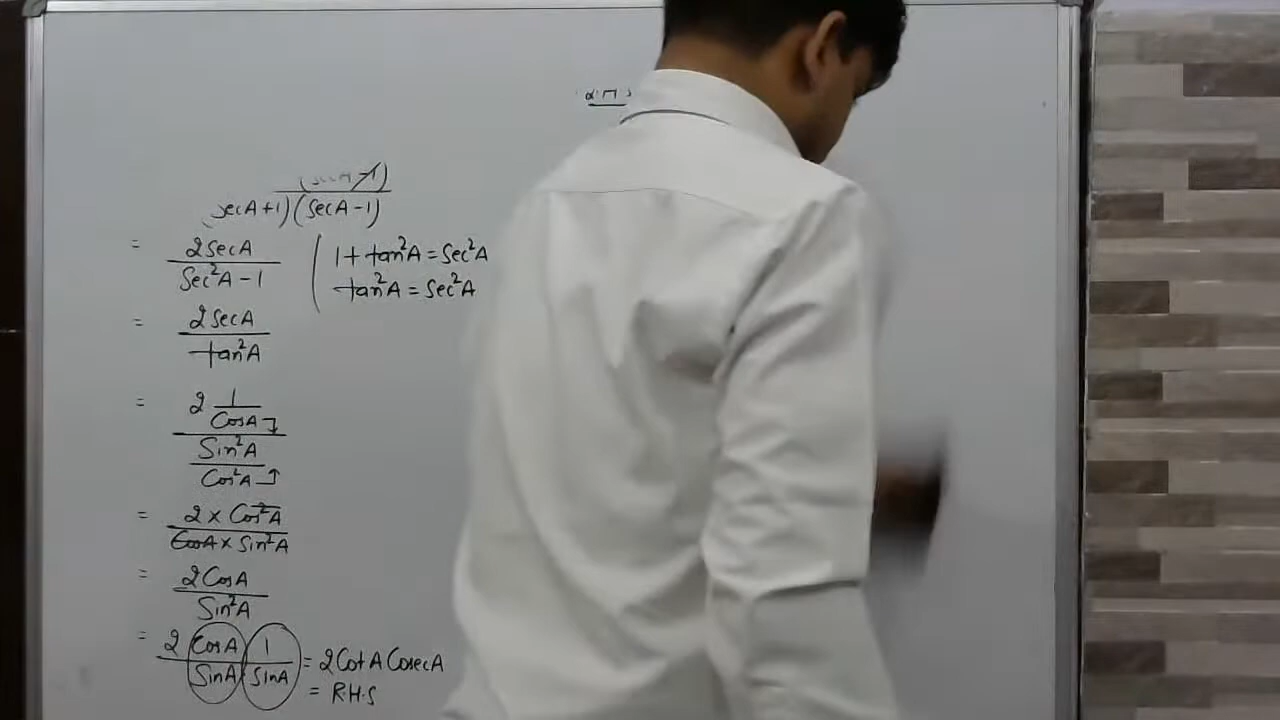 secA+1)(secA-1)
= 2secA / sec²A-1
1+tan²A=sec²A
tan²A=sec²A
= 2secA / tan²A
= 2 1/CosA / Sin²A/Cos²A
= 2×Cos²A / CosA×Sin²A
= 2CosA / Sin²A
= 2 CosA/SinA 1/SinA = 2CotA CosecA
= R.H.S